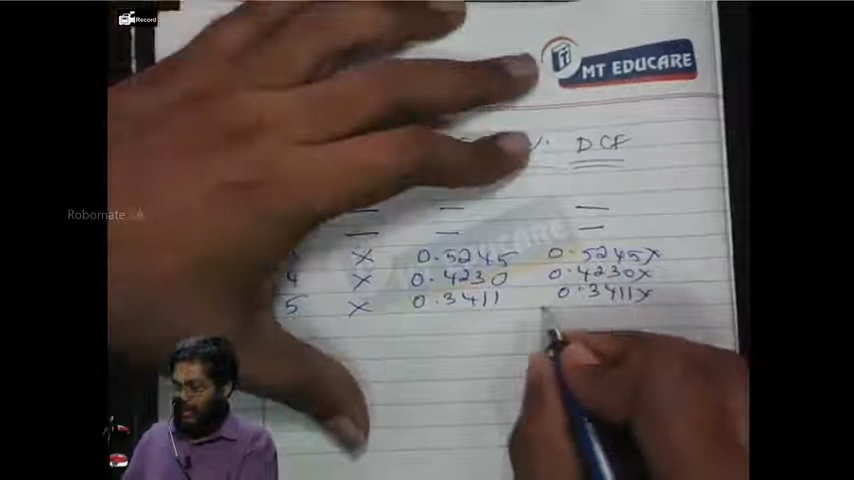 Record
MT EDUCARE
% DCF
Robomate
— — —
— — —
X 0.5245 0.5245X
4 X 0.4230 0.4230X
5 X 0.3411 0.3411X